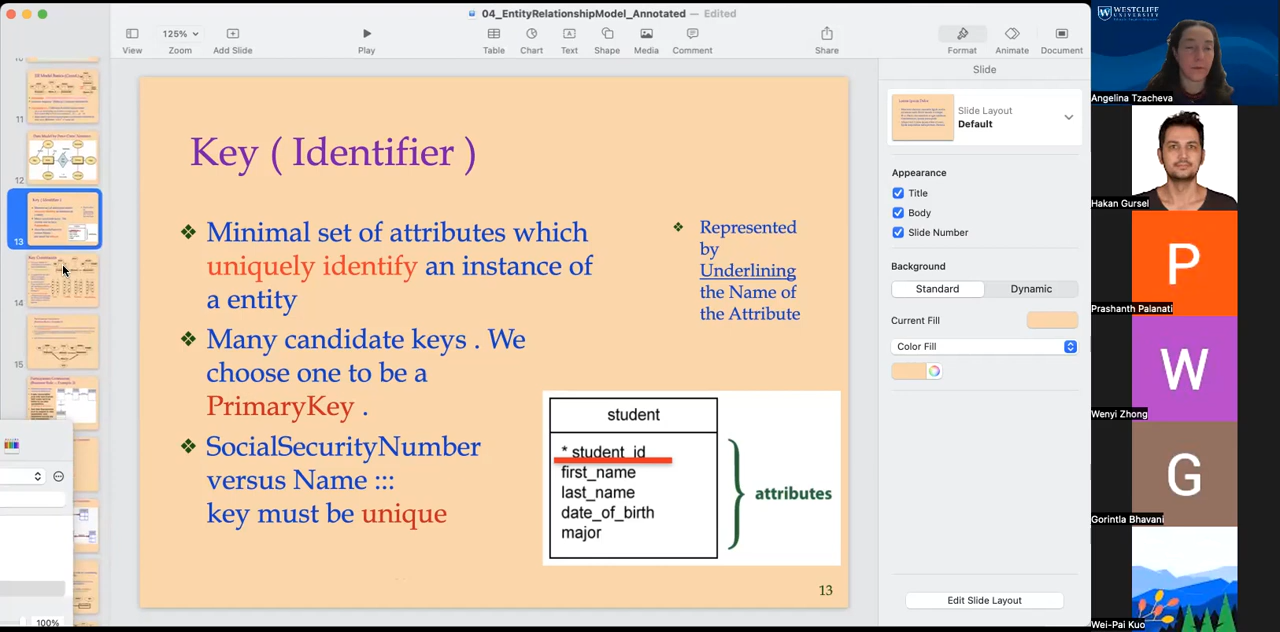 04_EntityRelationshipModel_Annotated — Edited
125%
View
Zoom
Add Slide
Play
Table
Chart
Text
Shape
Media
Comment
Share
Format
Animate
Document
11
12
Key ( Identifier )
13
14
15
100%
Key ( Identifier )
❖ Minimal set of attributes which
uniquely identify an instance of
a entity
❖ Many candidate keys . We
choose one to be a
PrimaryKey .
❖ SocialSecurityNumber
versus Name :::
key must be unique
❖ Represented
by
Underlining
the Name of
the Attribute
student
* student_id
first_name
last_name
date_of_birth
major
attributes
13
Slide
Slide Layout
Default
Appearance
Title
Body
Slide Number
Background
Standard
Dynamic
Current Fill
Color Fill
Edit Slide Layout
WESTCLIFF
UNIVERSITY
Angelina Tzacheva
Hakan Gursel
P
Prashanth Palanati
W
Wenyi Zhong
G
Gorintla Bhavani
Wei-Pai Kuo